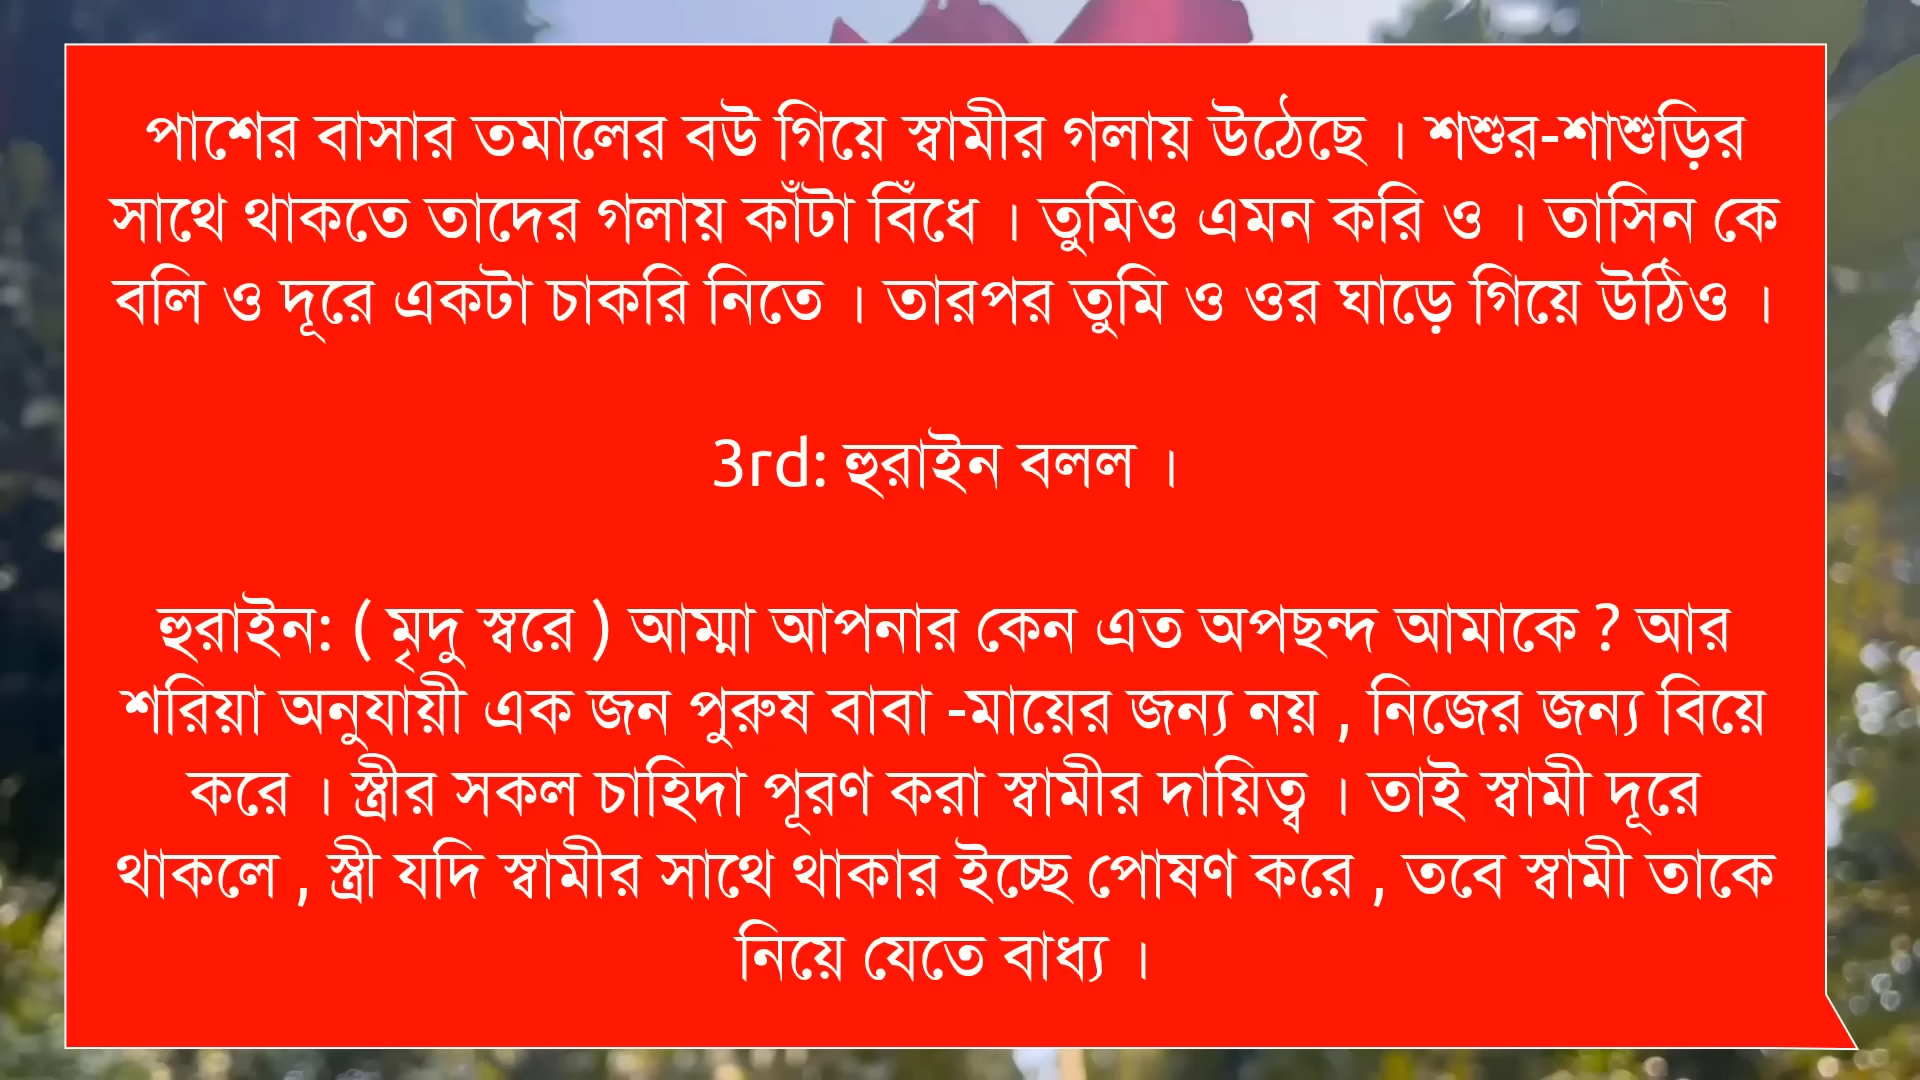 পাশের বাসার তমালের বউ গিয়ে স্বামীর গলায় উঠেছে । শশুর-শাশুড়ির
সাথে থাকতে তাদের গলায় কাঁটা বিঁধে । তুমিও এমন করি ও । তাসিন কে
বলি ও দূরে একটা চাকরি নিতে । তারপর তুমি ও ওর ঘাড়ে গিয়ে উঠিও ।
3rd: হুরাইন বলল ।
হুরাইন: ( মৃদু স্বরে ) আম্মা আপনার কেন এত অপছন্দ আমাকে ? আর
শরিয়া অনুযায়ী এক জন পুরুষ বাবা -মায়ের জন্য নয় , নিজের জন্য বিয়ে
করে । স্ত্রীর সকল চাহিদা পূরণ করা স্বামীর দায়িত্ব । তাই স্বামী দূরে
থাকলে , স্ত্রী যদি স্বামীর সাথে থাকার ইচ্ছে পোষণ করে , তবে স্বামী তাকে
নিয়ে যেতে বাধ্য ।